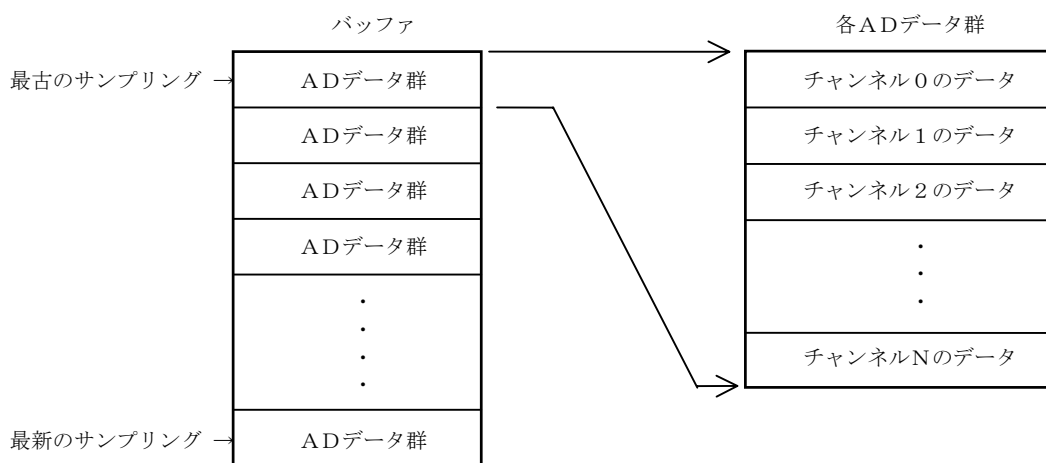 バッファ
最古のサンプリング →
ADデータ群
ADデータ群
ADデータ群
ADデータ群
・
・
・
・
最新のサンプリング →
ADデータ群
各ADデータ群
チャンネル0のデータ
チャンネル1のデータ
チャンネル2のデータ
・
・
・
チャンネルNのデータ